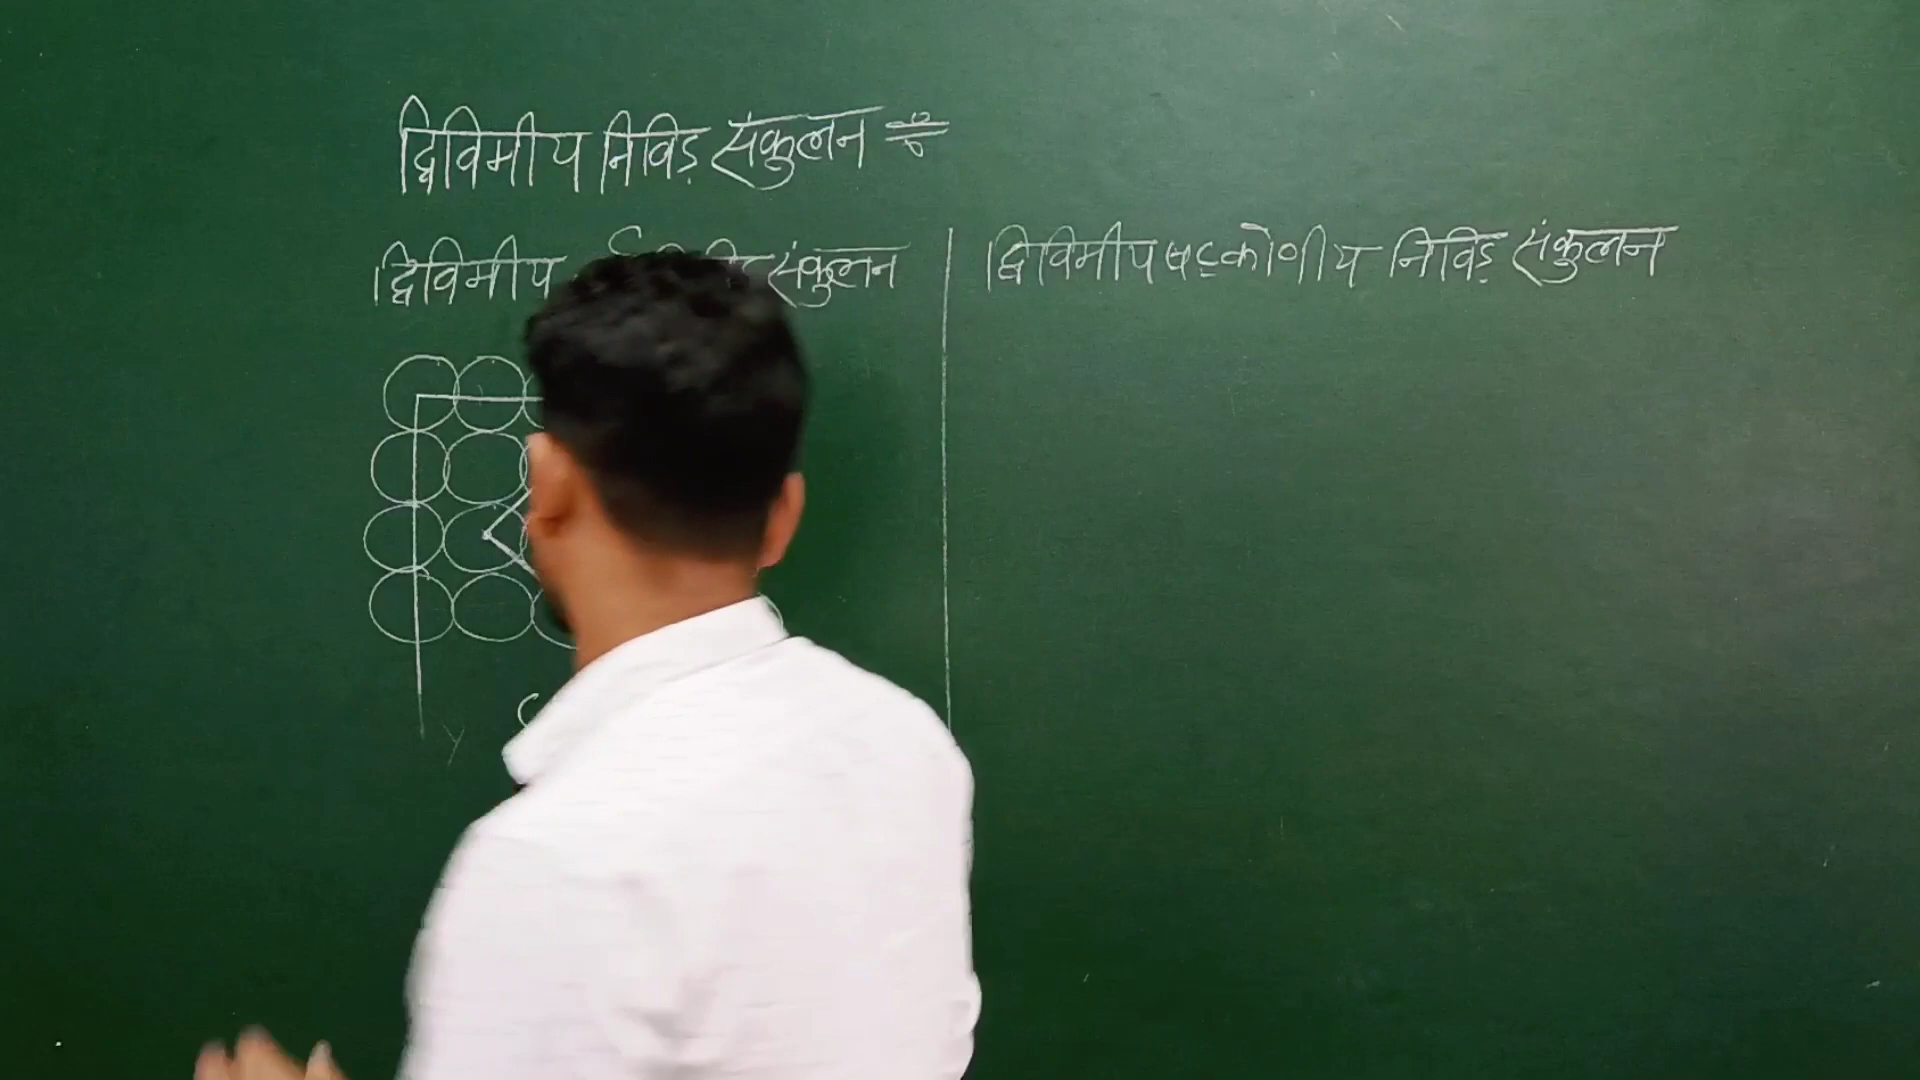 द्विविमीय निविड़ संकुलन ÷
द्विविमीय संकुलन
द्विविमीय षट्कोणीय निविड़ संकुलन
y